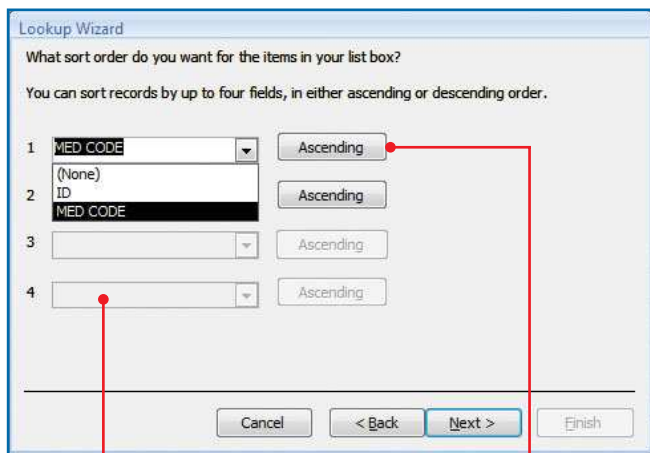 Lookup Wizard
What sort order do you want for the items in your list box?
You can sort records by up to four fields, in either ascending or descending order.
1 MED CODE Ascending
(None)
2 ID Ascending
MED CODE
3 Ascending
4 Ascending
Cancel < Back Next > Finish